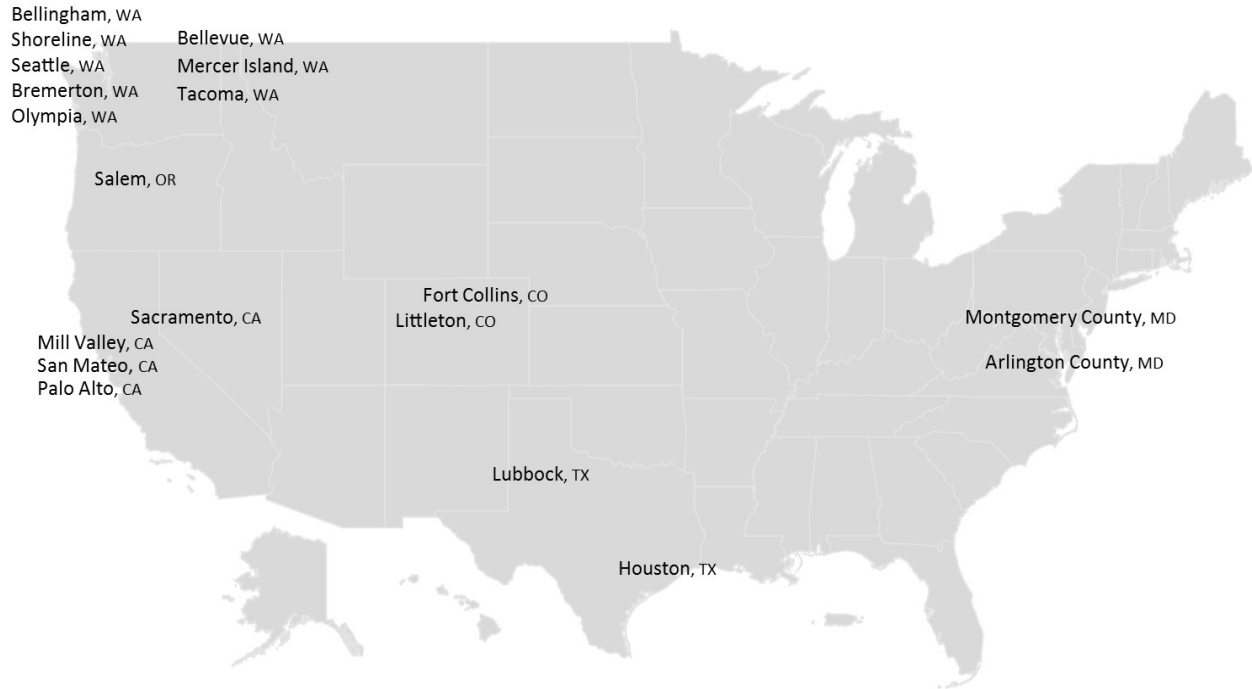 Bellingham, WA
Shoreline, WA
Seattle, WA
Bremerton, WA
Olympia, WA
Bellevue, WA
Mercer Island, WA
Tacoma, WA
Salem, OR
Fort Collins, CO
Littleton, CO
Sacramento, CA
Mill Valley, CA
San Mateo, CA
Palo Alto, CA
Montgomery County, MD
Arlington County, MD
Lubbock, TX
Houston, TX